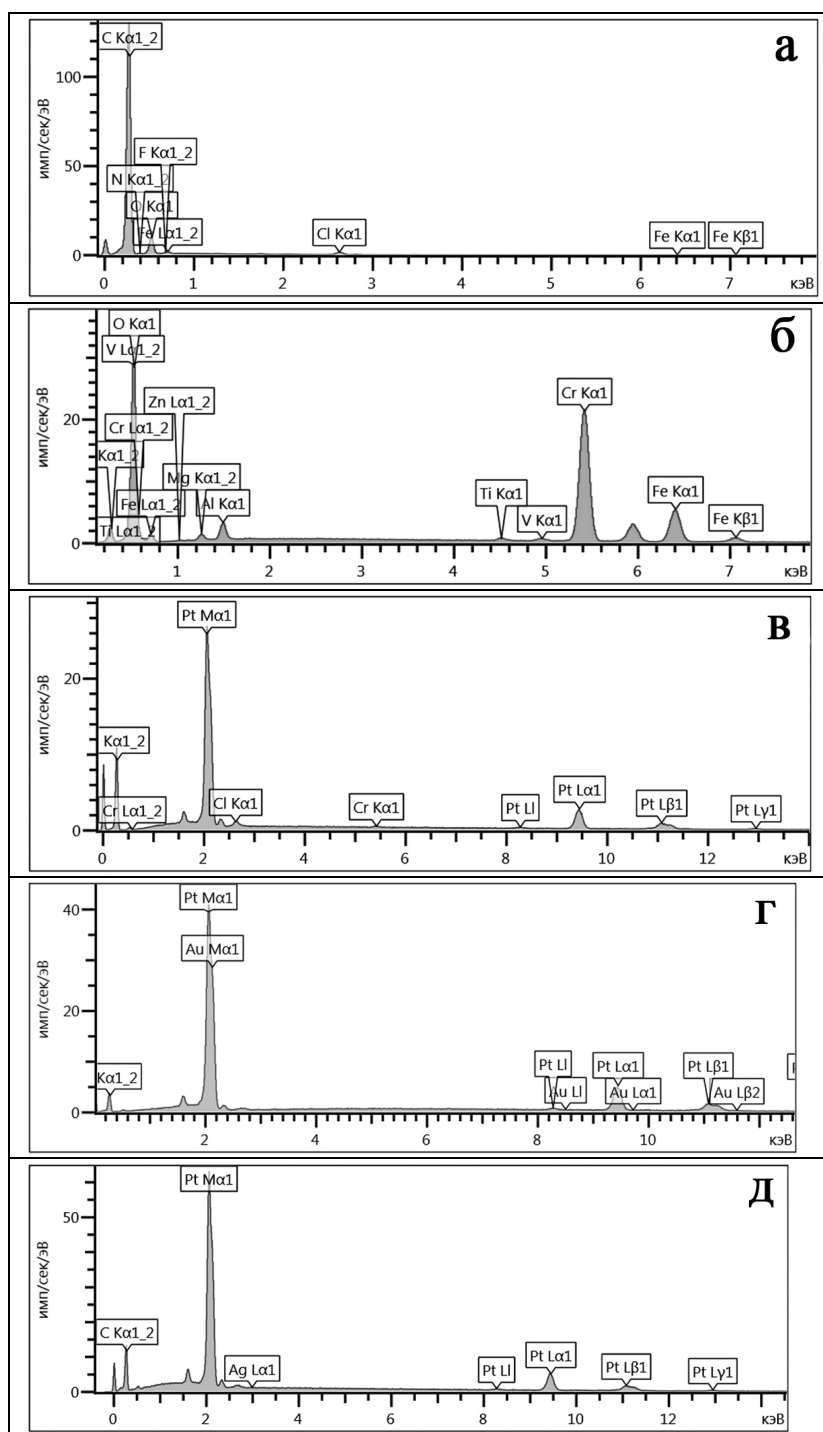 а
C Kα1_2
100
F Kα1_2
50
N Kα1_2
O Kα1
Fe Lα1_2
Cl Kα1
Fe Kα1
Fe Kβ1
0
имп/сек/эВ
0 1 2 3 4 5 6 7 кэВ
б
O Kα1
V Lα1_2
Zn Lα1_2
Cr Lα1_2
Cr Kα1
20
Kα1_2
Mg Kα1_2
Fe Lα1_2
Al Kα1
Ti Kα1
Fe Kα1
V Kα1
Fe Kβ1
Ti Lα1_2
0
имп/сек/эВ
1 2 3 4 5 6 7 кэВ
в
Pt Mα1
20
Kα1_2
Cr Lα1_2
Cl Kα1
Cr Kα1
Pt Ll
Pt Lα1
Pt Lβ1
Pt Lγ1
0
имп/сек/эВ
0 2 4 6 8 10 12 кэВ
г
40
Pt Mα1
Au Mα1
20
Kα1_2
Pt Ll
Pt Lα1
Pt Lβ1
Au Ll
Au Lα1
Au Lβ2
0
имп/сек/эВ
2 4 6 8 10 кэВ
д
Pt Mα1
50
C Kα1_2
Ag Lα1
Pt Ll
Pt Lα1
Pt Lβ1
Pt Lγ1
0
имп/сек/эВ
0 2 4 6 8 10 12 кэВ